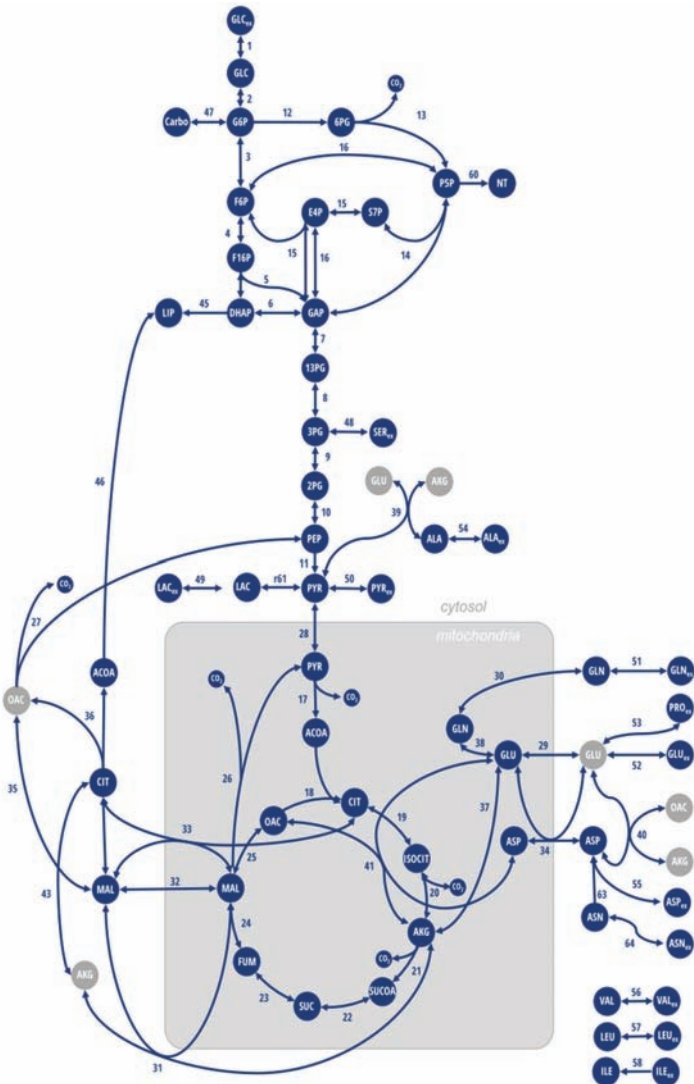 GLCex
1
GLC
2
CO2
Carbo 47 G6P 12 6PG 13
3 16
F6P E4P 15 S7P P5P 60 NT
4 15 16 14
F16P
5
LIP 45 DHAP 6 GAP
7
13PG
8
3PG 48 SERex
9
46 2PG GLU AKG
10 39
PEP ALA 54 ALAex
11
27 CO2 LACex 49 LAC r61 PYR 50 PYRex
cytosol
28 mitochondria
ACOA CO2 PYR 30 GLN 51 GLNex
17 CO2
OAC 36 ACOA GLN PROex
38 53
26 GLU 29 GLU 52 GLUex
35 CIT 18 CIT 37 OAC
33 OAC 19 40
25 ASP 34 ASP
ISOCIT AKG
43 MAL 32 MAL 41 20 CO2 63 55 ASPex
24 ASN
AKG 64 ASNex
FUM CO2 21
AKG 23 SUCOA
SUC 22
VAL 56 VALex
LEU 57 LEUex
31 ILE 58 ILEex